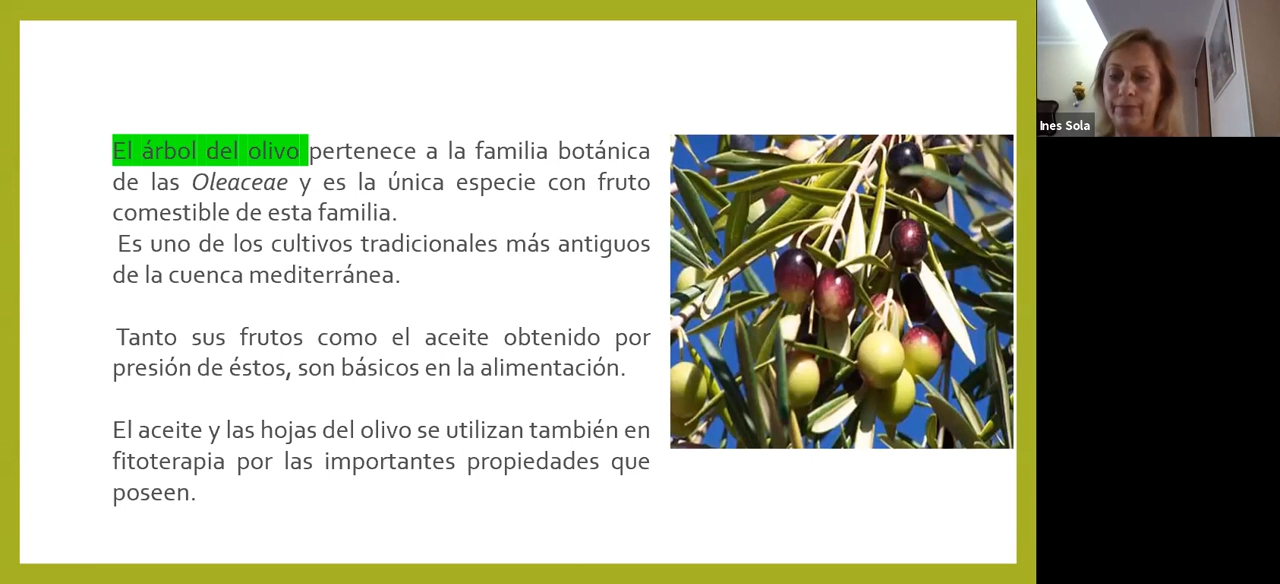 El árbol del olivo pertenece a la familia botánica
de las Oleaceae y es la única especie con fruto
comestible de esta familia.
Es uno de los cultivos tradicionales más antiguos
de la cuenca mediterránea.
Tanto sus frutos como el aceite obtenido por
presión de éstos, son básicos en la alimentación.
El aceite y las hojas del olivo se utilizan también en
fitoterapia por las importantes propiedades que
poseen.
Ines Sola